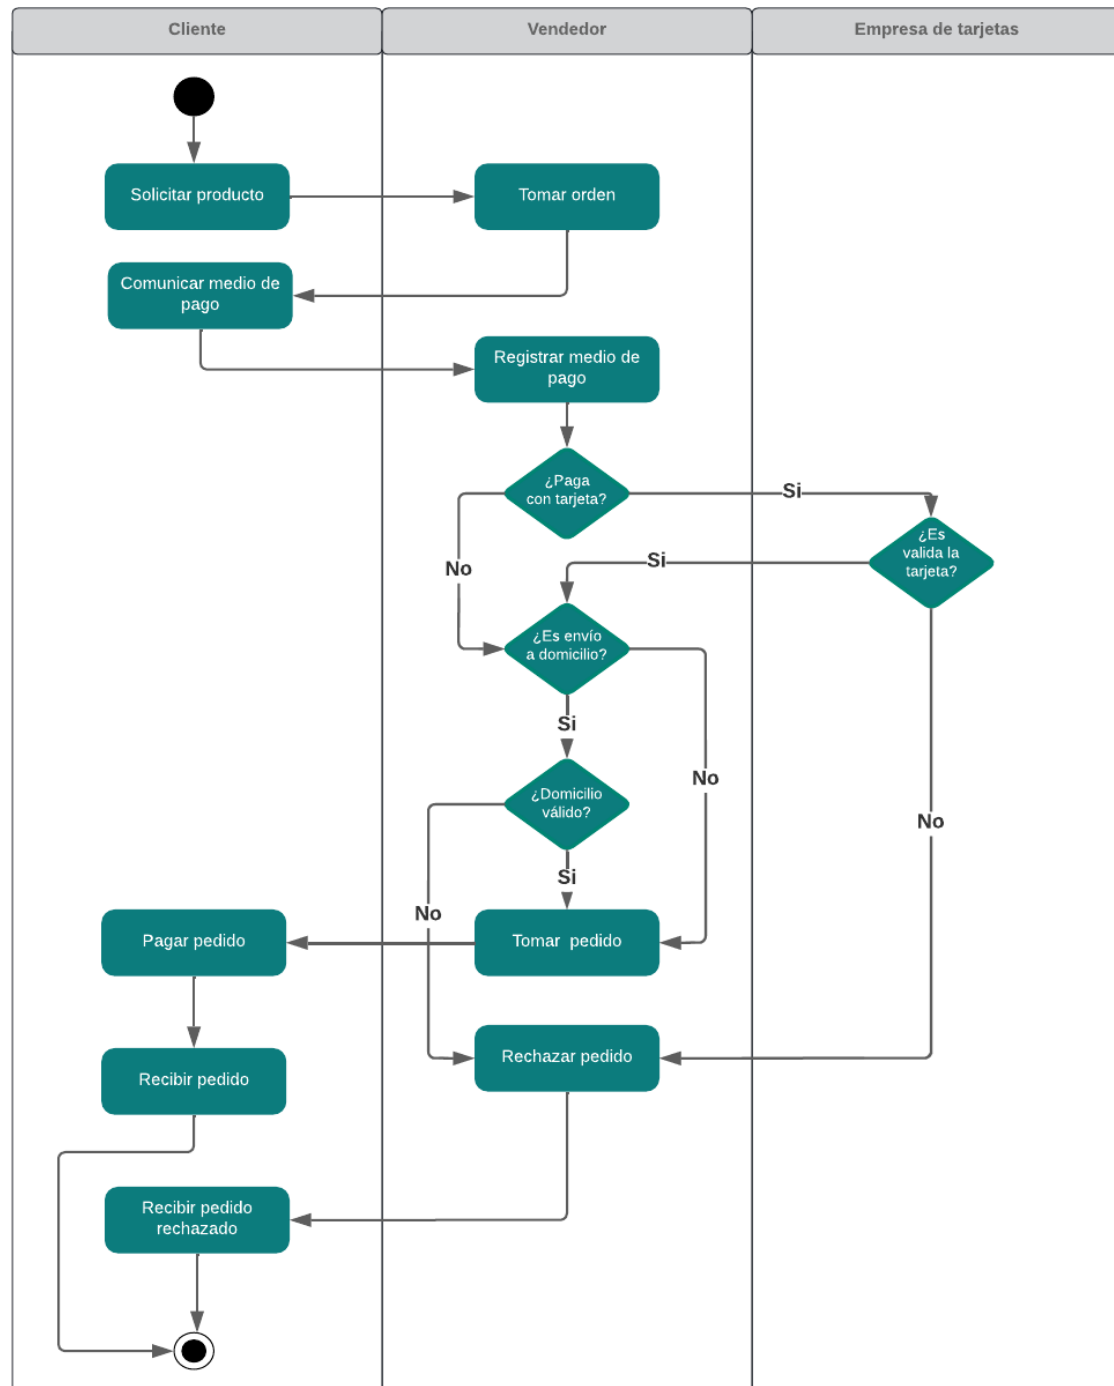 Cliente
Vendedor
Empresa de tarjetas
Solicitar producto
Tomar orden
Comunicar medio de
pago
Registrar medio de
pago
¿Paga
con tarjeta?
Si
¿Es
valida la
tarjeta?
Si
No
¿Es envío
a domicilio?
Si
No
¿Domicilio
válido?
No
Si
No
Pagar pedido
Tomar pedido
Rechazar pedido
Recibir pedido
Recibir pedido
rechazado